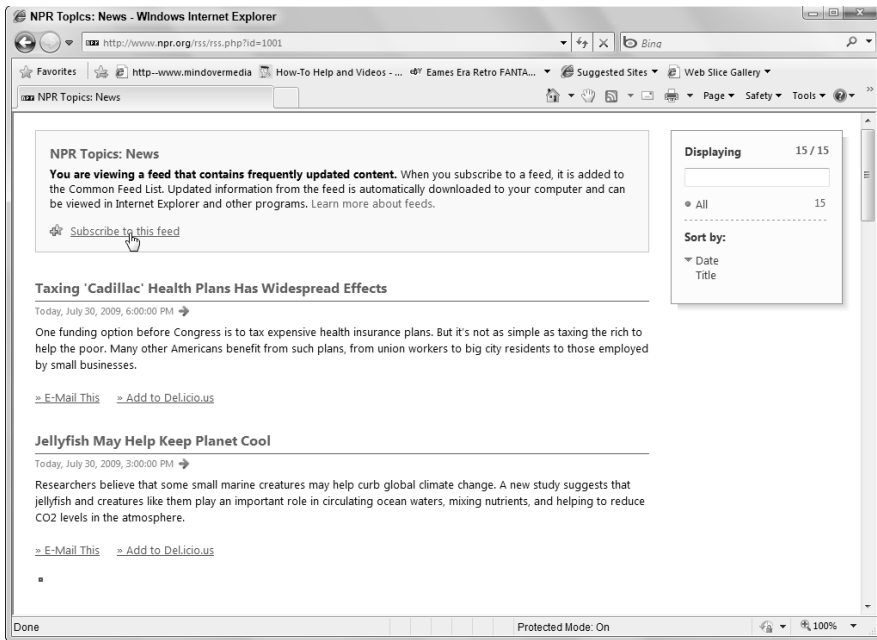 NPR Topics: News - Windows Internet Explorer
http://www.npr.org/rss/rss.php?id=1001
Bing
Favorites http--www.mindovermedia How-To Help and Videos - ... Eames Era Retro FANTA... Suggested Sites Web Slice Gallery
NPR Topics: News
Page Safety Tools »
NPR Topics: News
You are viewing a feed that contains frequently updated content. When you subscribe to a feed, it is added to
the Common Feed List. Updated information from the feed is automatically downloaded to your computer and can
be viewed in Internet Explorer and other programs. Learn more about feeds.
Subscribe to this feed
Displaying 15 / 15
All 15
Sort by:
Date
Title
Taxing 'Cadillac' Health Plans Has Widespread Effects
Today, July 30, 2009, 6:00:00 PM
One funding option before Congress is to tax expensive health insurance plans. But it's not as simple as taxing the rich to
help the poor. Many other Americans benefit from such plans, from union workers to big city residents to those employed
by small businesses.
» E-Mail This » Add to Del.icio.us
Jellyfish May Help Keep Planet Cool
Today, July 30, 2009, 3:00:00 PM
Researchers believe that some small marine creatures may help curb global climate change. A new study suggests that
jellyfish and creatures like them play an important role in circulating ocean waters, mixing nutrients, and helping to reduce
CO2 levels in the atmosphere.
» E-Mail This » Add to Del.icio.us
Done
Protected Mode: On
100%